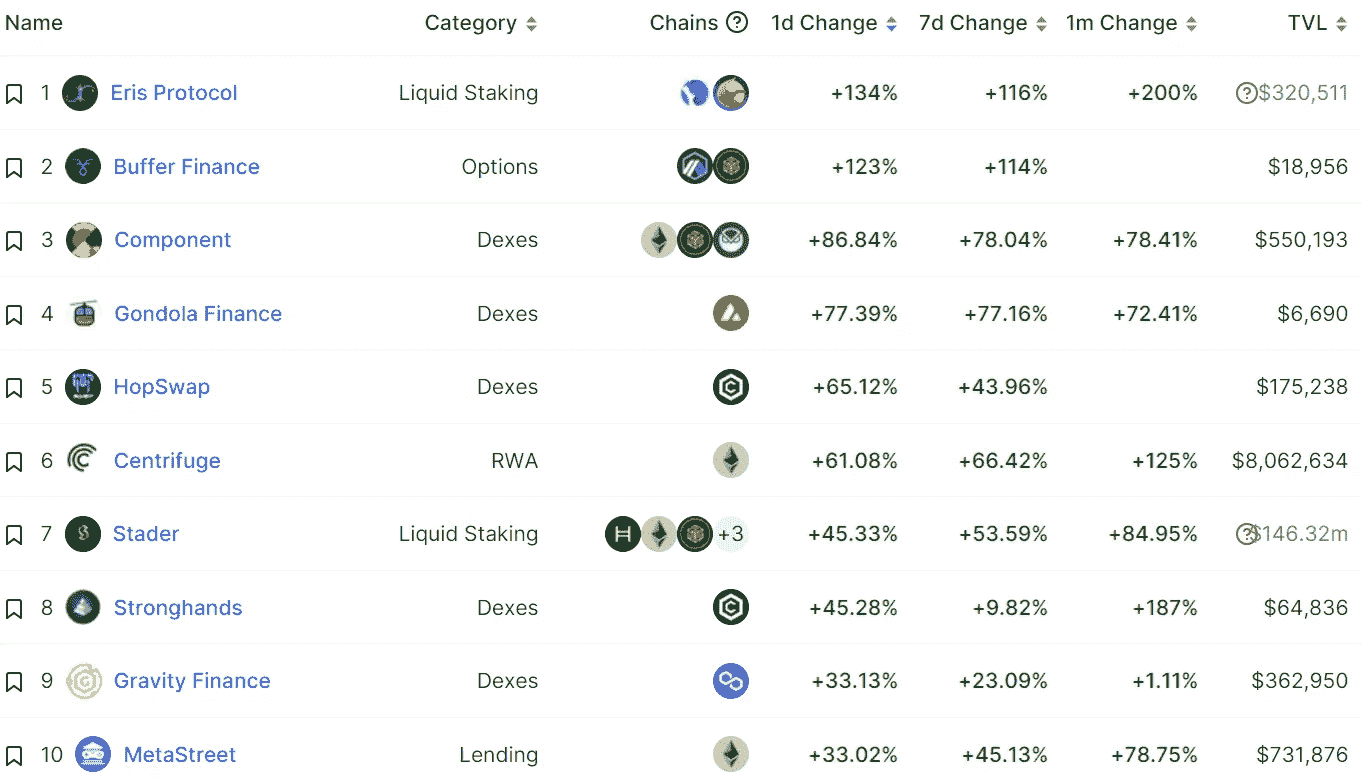 Name Category Chains ? 1d Change 7d Change 1m Change TVL
1 Eris Protocol Liquid Staking +134% +116% +200% ?$320,511
2 Buffer Finance Options +123% +114% $18,956
3 Component Dexes +86.84% +78.04% +78.41% $550,193
4 Gondola Finance Dexes +77.39% +77.16% +72.41% $6,690
5 HopSwap Dexes +65.12% +43.96% $175,238
6 Centrifuge RWA +61.08% +66.42% +125% $8,062,634
7 Stader Liquid Staking +3 +45.33% +53.59% +84.95% ?$146.32m
8 Stronghands Dexes +45.28% +9.82% +187% $64,836
9 Gravity Finance Dexes +33.13% +23.09% +1.11% $362,950
10 MetaStreet Lending +33.02% +45.13% +78.75% $731,876